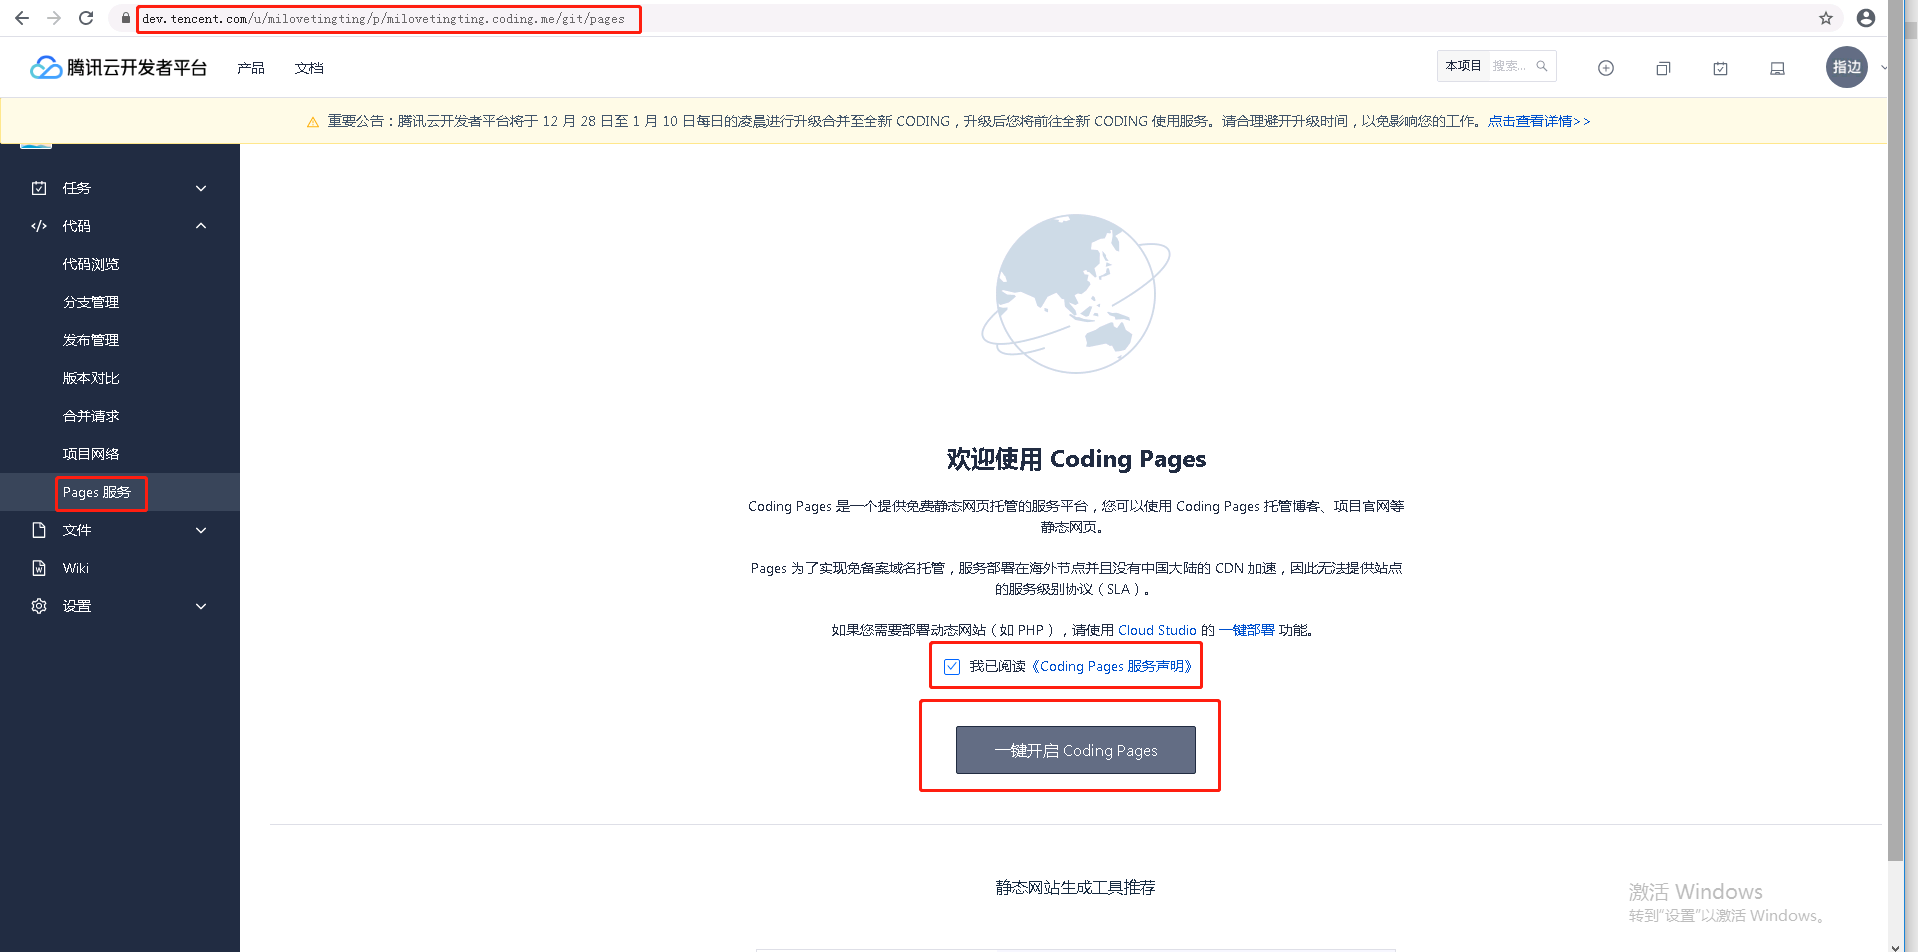 dev.tencent.com/u/milovetingting/p/milovetingting.coding.me/git/pages
腾讯云开发者平台 产品 文档 本项目 搜索... 指边
重要公告：腾讯云开发者平台将于 12 月 28 日至 1 月 10 日每日的凌晨进行升级合并至全新 CODING，升级后您将前往全新 CODING 使用服务。请合理避开升级时间，以免影响您的工作。点击查看详情>>
任务
代码
代码浏览
分支管理
发布管理
版本对比
合并请求
项目网络
Pages 服务
文件
Wiki
设置
欢迎使用 Coding Pages
Coding Pages 是一个提供免费静态网页托管的服务平台，您可以使用 Coding Pages 托管博客、项目官网等
静态网页。
Pages 为了实现免备案域名托管，服务部署在海外节点并且没有中国大陆的 CDN 加速，因此无法提供站点
的服务级别协议（SLA）。
如果您需要部署动态网站（如 PHP），请使用 Cloud Studio 的 一键部署 功能。
我已阅读《Coding Pages 服务声明》
一键开启 Coding Pages
静态网站生成工具推荐
激活 Windows
转到“设置”以激活 Windows。